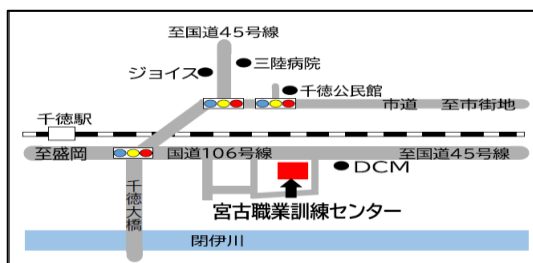 至国道45号線
三陸病院
ジョイス
千徳公民館
市道　至市街地
千徳駅
至盛岡
国道106号線
至国道45号線
DCM
千徳大橋
宮古職業訓練センター
閉伊川